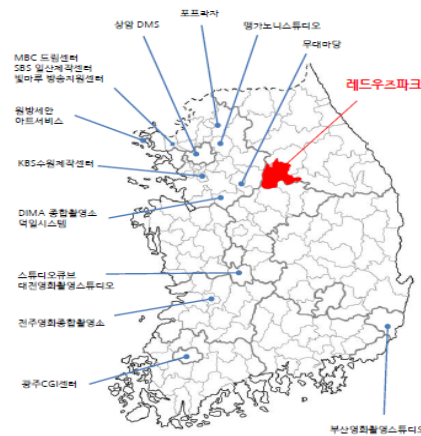 포프라자
상암 DMS
명가노니스튜디오
무대마당
MBC 드림센터
SBS 일산제작센터
빛마루 방송지원센터
레드우즈파크
원방세안
아트서비스
KBS수원제작센터
DIMA 종합촬영소
덕일시스템
스튜디오큐브
대전영화촬영스튜디오
전주영화종합촬영소
광주CGI센터
부산영화촬영스튜디오